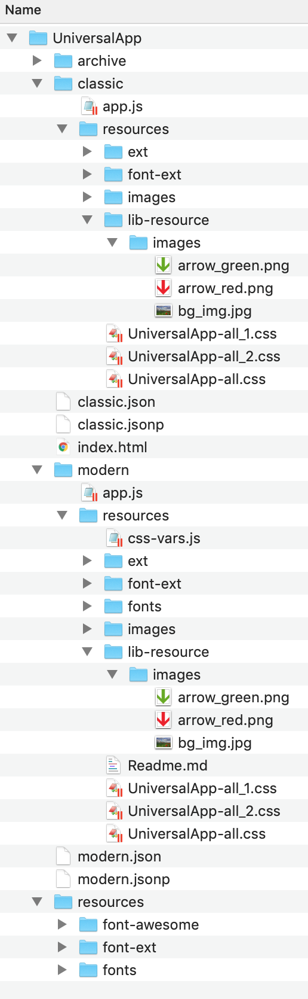 Name
UniversalApp
archive
classic
app.js
resources
ext
font-ext
images
lib-resource
images
arrow_green.png
arrow_red.png
bg_img.jpg
UniversalApp-all_1.css
UniversalApp-all_2.css
UniversalApp-all.css
classic.json
classic.jsonp
index.html
modern
app.js
resources
css-vars.js
ext
font-ext
fonts
images
lib-resource
images
arrow_green.png
arrow_red.png
bg_img.jpg
Readme.md
UniversalApp-all_1.css
UniversalApp-all_2.css
UniversalApp-all.css
modern.json
modern.jsonp
resources
font-awesome
font-ext
fonts